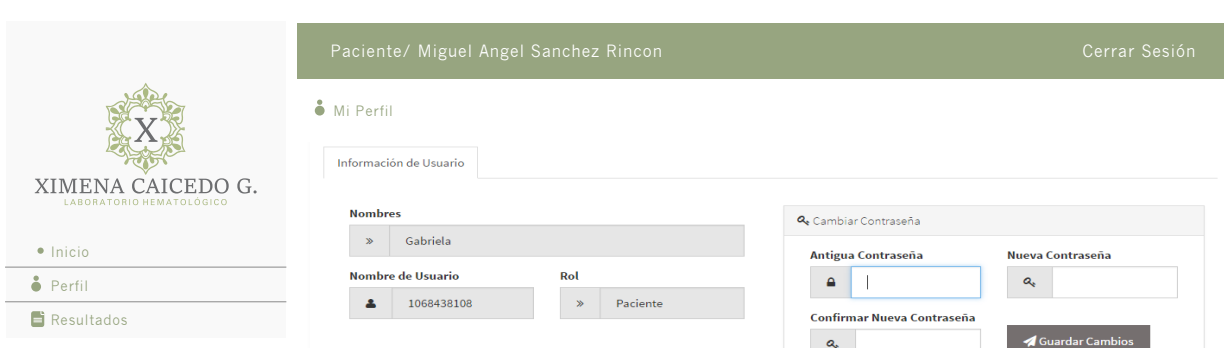 Paciente/ Miguel Angel Sanchez Rincon
Cerrar Sesión
X
XIMENA CAICEDO G.
LABORATORIO HEMATOLÓGICO
Inicio
Perfil
Resultados
Mi Perfil
Información de Usuario
Nombres
Gabriela
Nombre de Usuario
Rol
1068438108
Paciente
Cambiar Contraseña
Antigua Contraseña
Nueva Contraseña
Confirmar Nueva Contraseña
Guardar Cambios